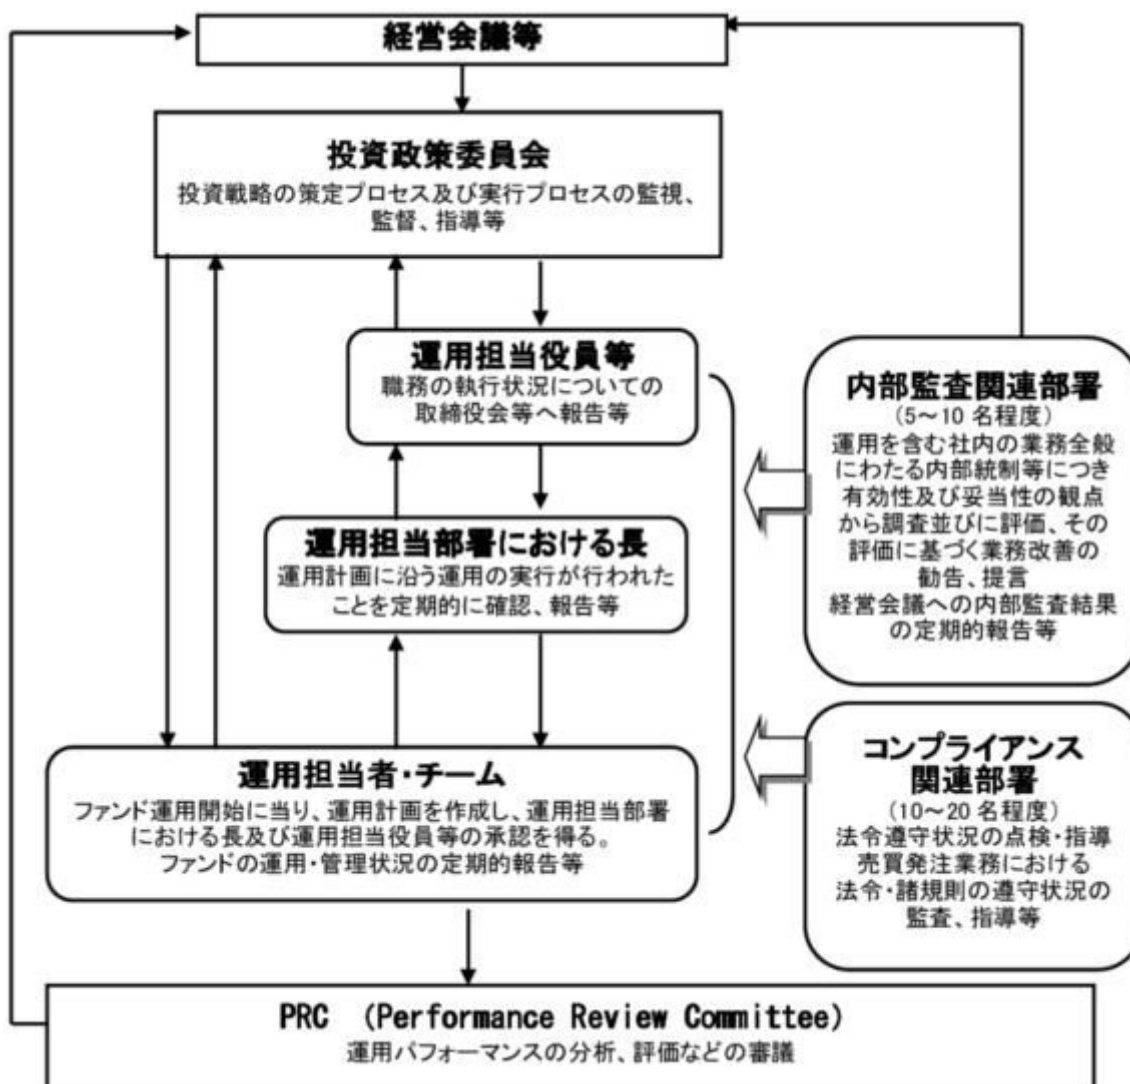 経営会議等
投資政策委員会
投資戦略の策定プロセス及び実行プロセスの監視、
監督、指導等
運用担当役員等
職務の執行状況についての
取締役会等へ報告等
運用担当部署における長
運用計画に沿う運用の実行が行われた
ことを定期的に確認、報告等
運用担当者・チーム
ファンド運用開始に当り、運用計画を作成し、運用担当部署
における長及び運用担当役員等の承認を得る。
ファンドの運用・管理状況の定期的報告等
内部監査関連部署
(5～10 名程度)
運用を含む社内の業務全般
にわたる内部統制等につき
有効性及び妥当性の観点
から調査並びに評価、その
評価に基づく業務改善の
勧告、提言
経営会議への内部監査結果
の定期的報告等
コンプライアンス
関連部署
(10～20 名程度)
法令遵守状況の点検・指導
売買発注業務における
法令・諸規則の遵守状況の
監査、指導等
PRC (Performance Review Committee)
運用パフォーマンスの分析、評価などの審議